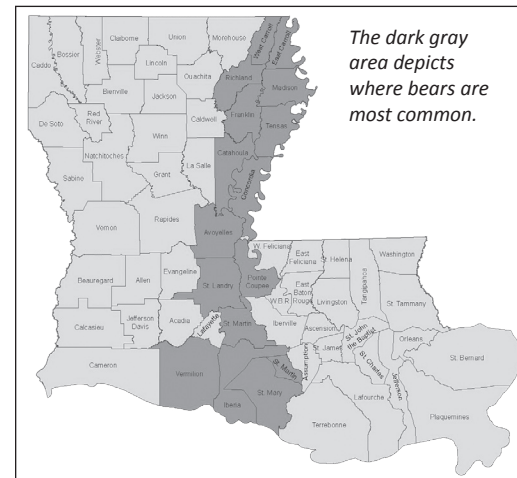 The dark gray
area depicts
where bears are
most common.
Caddo
Bossier
Webster
Claiborne
Union
Morehouse
West Carroll
East Carroll
Lincoln
Ouachita
Richland
Madison
Bienville
Jackson
Franklin
De Soto
Red
River
Caldwell
Tensas
Winn
Natchitoches
La Salle
Catahoula
Sabine
Grant
Concordia
Vernon
Rapides
Avoyelles
W. Feliciana
East
Feliciana
St. Helena
Washington
Tangipahoa
Beauregard
Allen
Evangeline
St. Landry
Pointe
Coupee
East
Baton
Rouge
W.B.R.
Livingston
St. Tammany
Calcasieu
Jefferson
Davis
Acadia
Lafayette
St. Martin
Iberville
Ascension
St. John
the Baptist
Orleans
St. Bernard
Cameron
Vermilion
Iberia
St. Martin
St. Mary
Assumption
St. James
St. Charles
Jefferson
Lafourche
Terrebonne
Plaquemines